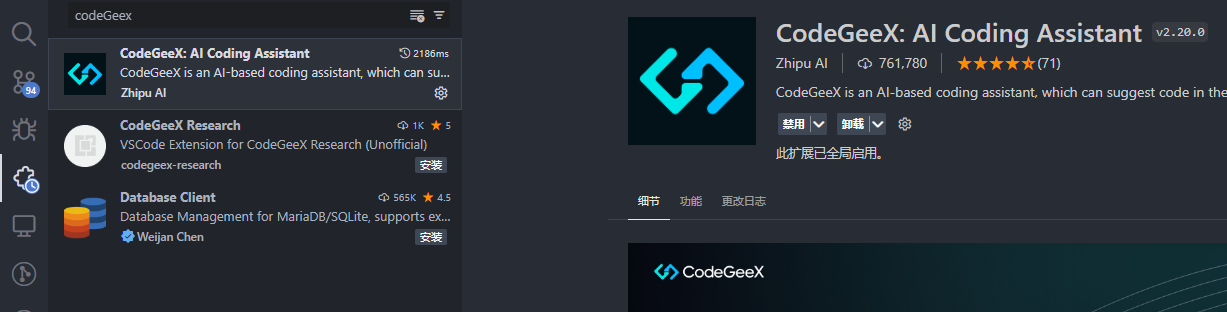 codeGeex
94
CodeGeeX: AI Coding Assistant
2186ms
CodeGeeX is an AI-based coding assistant, which can su...
Zhipu AI
CodeGeeX Research
1K
5
VSCode Extension for CodeGeeX Research (Unofficial)
codegeex-research
安装
Database Client
565K
4.5
Database Management for MariaDB/SQLite, supports ex...
Weijan Chen
安装
CodeGeeX: AI Coding Assistant
v2.20.0
Zhipu AI
761,780
(71)
CodeGeeX is an AI-based coding assistant, which can suggest code in the
禁用
卸载
此扩展已全局启用。
细节
功能
更改日志
CodeGeeX